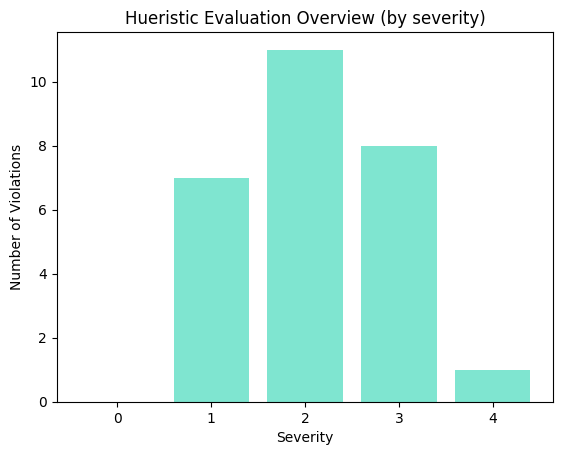 Hueristic Evaluation Overview (by severity)
Number of Violations
10
8
6
4
2
0
0 1 2 3 4
Severity